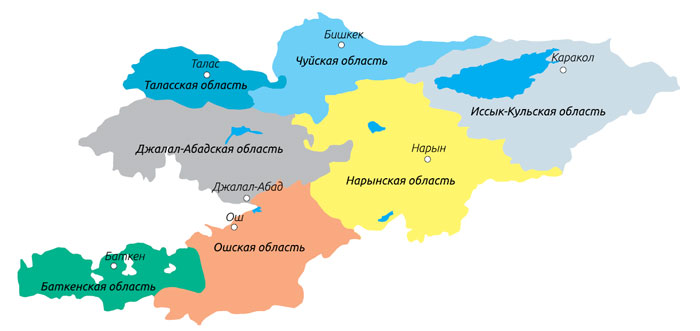 Бишкек
Талас
Чуйская область
Каракол
Таласская область
Иссык-Кульская область
Джалал-Абадская область
Нарын
Нарынская область
Джалал-Абад
Ош
Ошская область
Баткен
Баткенская область